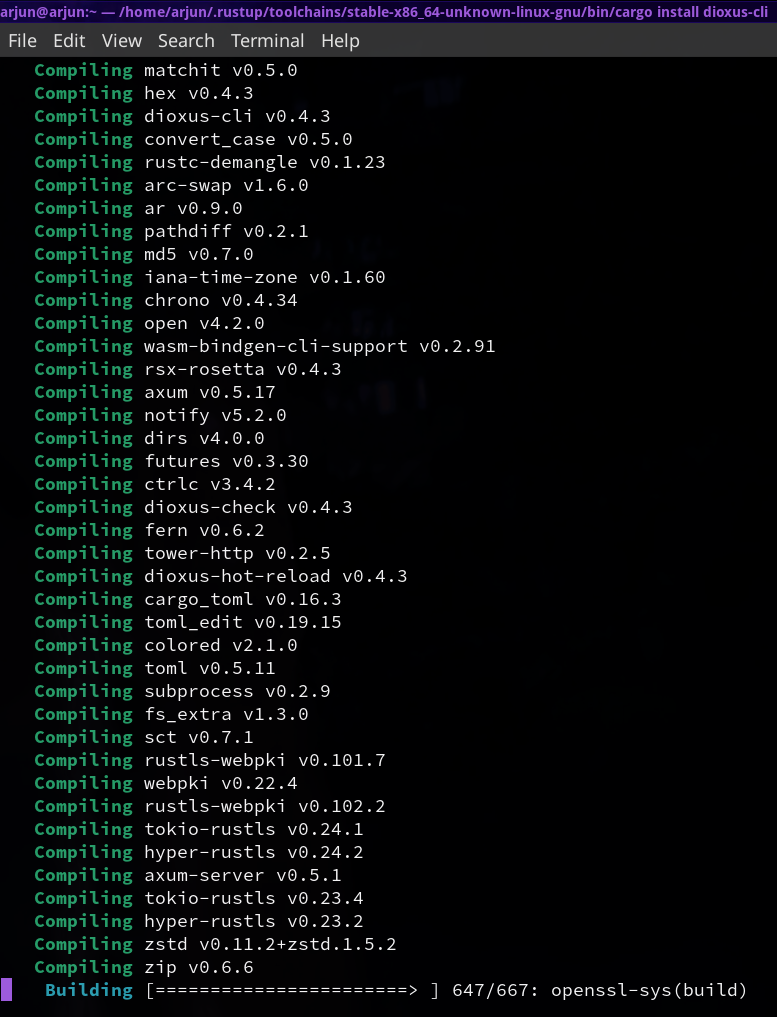 arjun@arjun:~ — /home/arjun/.rustup/toolchains/stable-x86_64-unknown-linux-gnu/bin/cargo install dioxus-cli
File Edit View Search Terminal Help
Compiling matchit v0.5.0
Compiling hex v0.4.3
Compiling dioxus-cli v0.4.3
Compiling convert_case v0.5.0
Compiling rustc-demangle v0.1.23
Compiling arc-swap v1.6.0
Compiling ar v0.9.0
Compiling pathdiff v0.2.1
Compiling md5 v0.7.0
Compiling iana-time-zone v0.1.60
Compiling chrono v0.4.34
Compiling open v4.2.0
Compiling wasm-bindgen-cli-support v0.2.91
Compiling rsx-rosetta v0.4.3
Compiling axum v0.5.17
Compiling notify v5.2.0
Compiling dirs v4.0.0
Compiling futures v0.3.30
Compiling ctrlc v3.4.2
Compiling dioxus-check v0.4.3
Compiling fern v0.6.2
Compiling tower-http v0.2.5
Compiling dioxus-hot-reload v0.4.3
Compiling cargo_toml v0.16.3
Compiling toml_edit v0.19.15
Compiling colored v2.1.0
Compiling toml v0.5.11
Compiling subprocess v0.2.9
Compiling fs_extra v1.3.0
Compiling sct v0.7.1
Compiling rustls-webpki v0.101.7
Compiling webpki v0.22.4
Compiling rustls-webpki v0.102.2
Compiling tokio-rustls v0.24.1
Compiling hyper-rustls v0.24.2
Compiling axum-server v0.5.1
Compiling tokio-rustls v0.23.4
Compiling hyper-rustls v0.23.2
Compiling zstd v0.11.2+zstd.1.5.2
Compiling zip v0.6.6
Building [=======================> ] 647/667: openssl-sys(build)